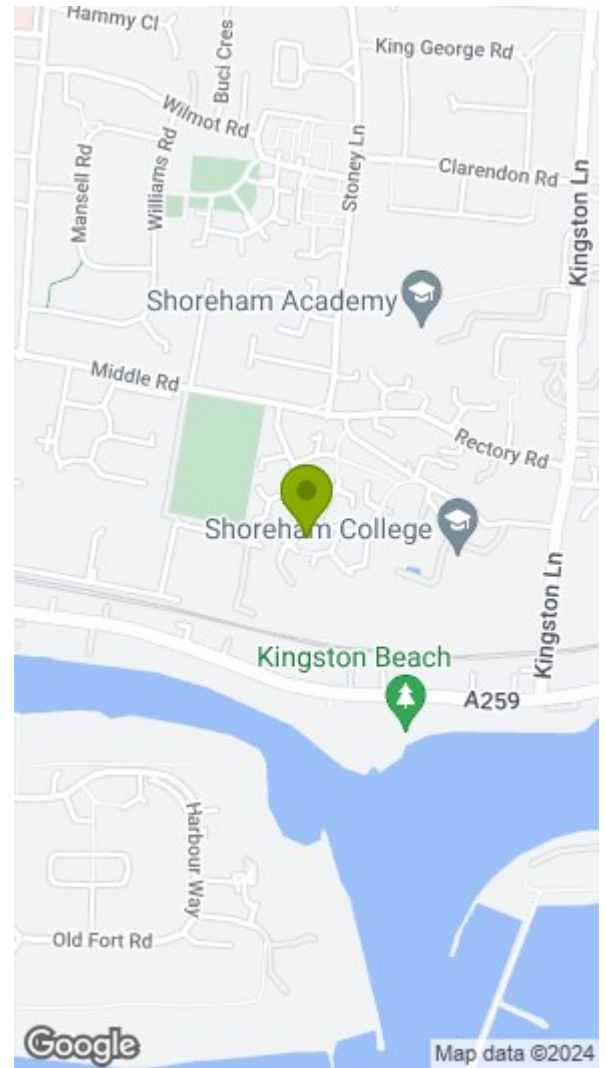 Hammy Cl
Buci Cres
King George Rd
Wilmot Rd
Stoney Ln
Clarendon Rd
Mansell Rd
Williams Rd
Kingston Ln
Shoreham Academy
Middle Rd
Rectory Rd
Shoreham College
Kingston Ln
Kingston Beach
A259
Harbour Way
Old Fort Rd
Google
Map data ©2024